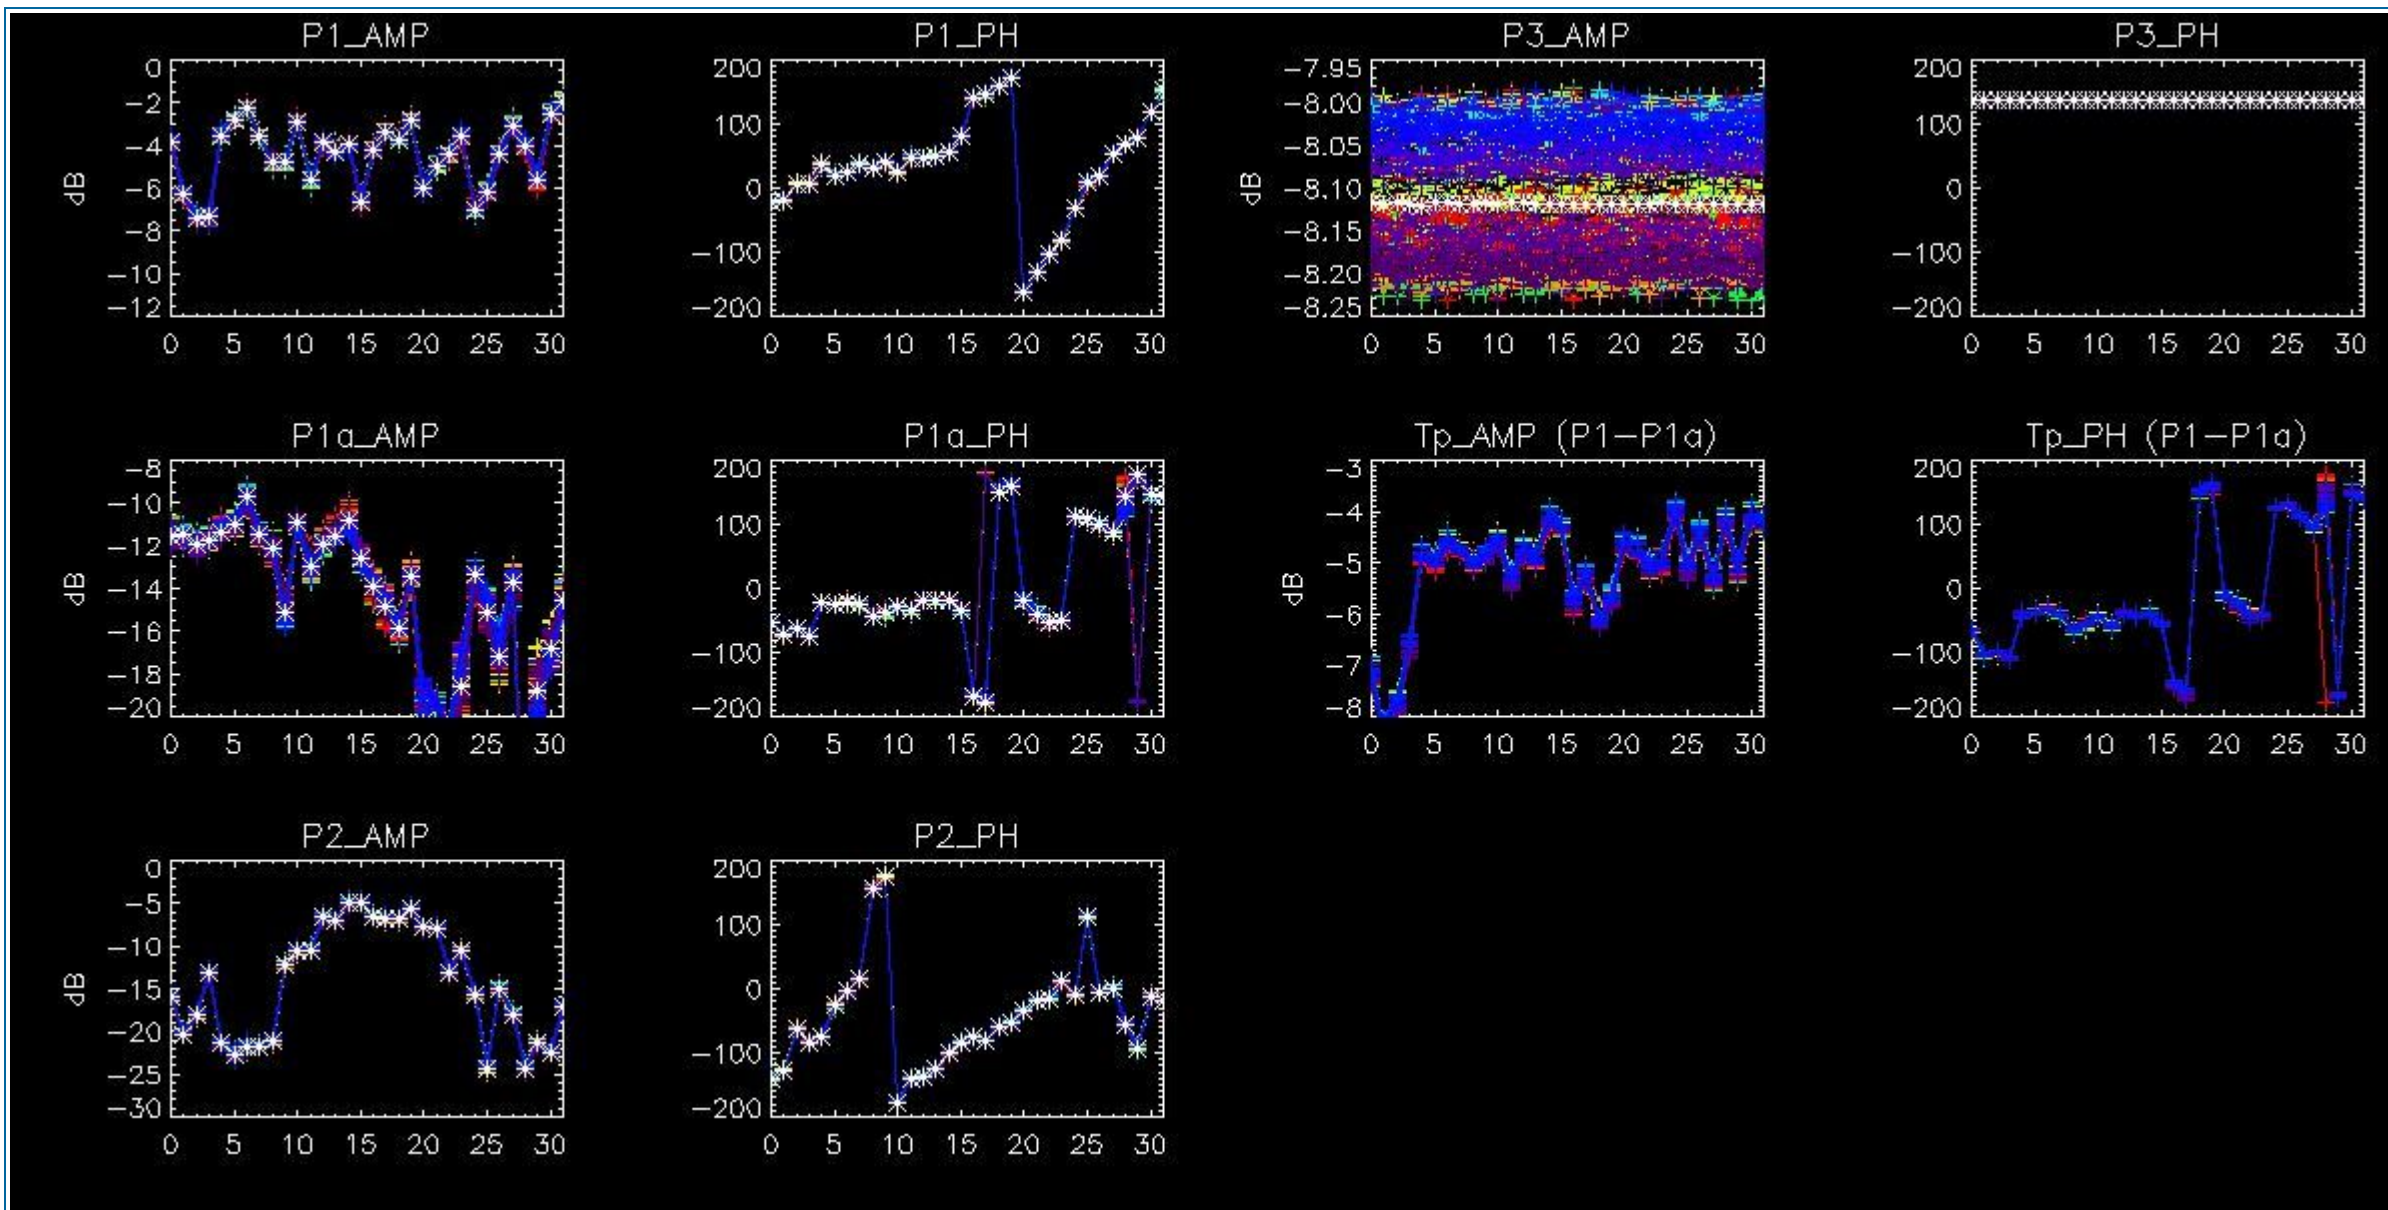 P1_AMP
0
−2
−4
−6
−8
−10
−12
dB
0 5 10 15 20 25 30
P1_PH
200
100
0
−100
−200
0 5 10 15 20 25 30
P3_AMP
−7.95
−8.00
−8.05
−8.10
−8.15
−8.20
−8.25
dB
0 5 10 15 20 25 30
P3_PH
200
100
0
−100
−200
0 5 10 15 20 25 30
P1a_AMP
−8
−10
−12
−14
−16
−18
−20
dB
0 5 10 15 20 25 30
P1a_PH
200
100
0
−100
−200
0 5 10 15 20 25 30
Tp_AMP (P1−P1a)
−3
−4
−5
−6
−7
−8
dB
0 5 10 15 20 25 30
Tp_PH (P1−P1a)
200
100
0
−100
−200
0 5 10 15 20 25 30
P2_AMP
0
−5
−10
−15
−20
−25
−30
dB
0 5 10 15 20 25 30
P2_PH
200
100
0
−100
−200
0 5 10 15 20 25 30